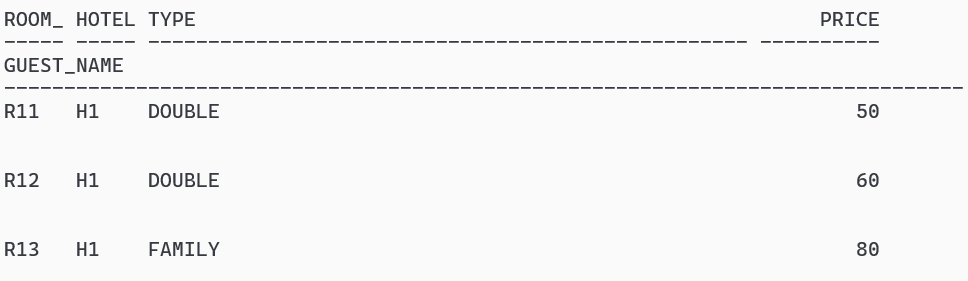 ROOM_ HOTEL TYPE                                                    PRICE
----- ----- -------------------------------------------------- ----------
GUEST_NAME
--------------------------------------------------------------------------------
R11   H1    DOUBLE                                                     50
R12   H1    DOUBLE                                                     60
R13   H1    FAMILY                                                     80